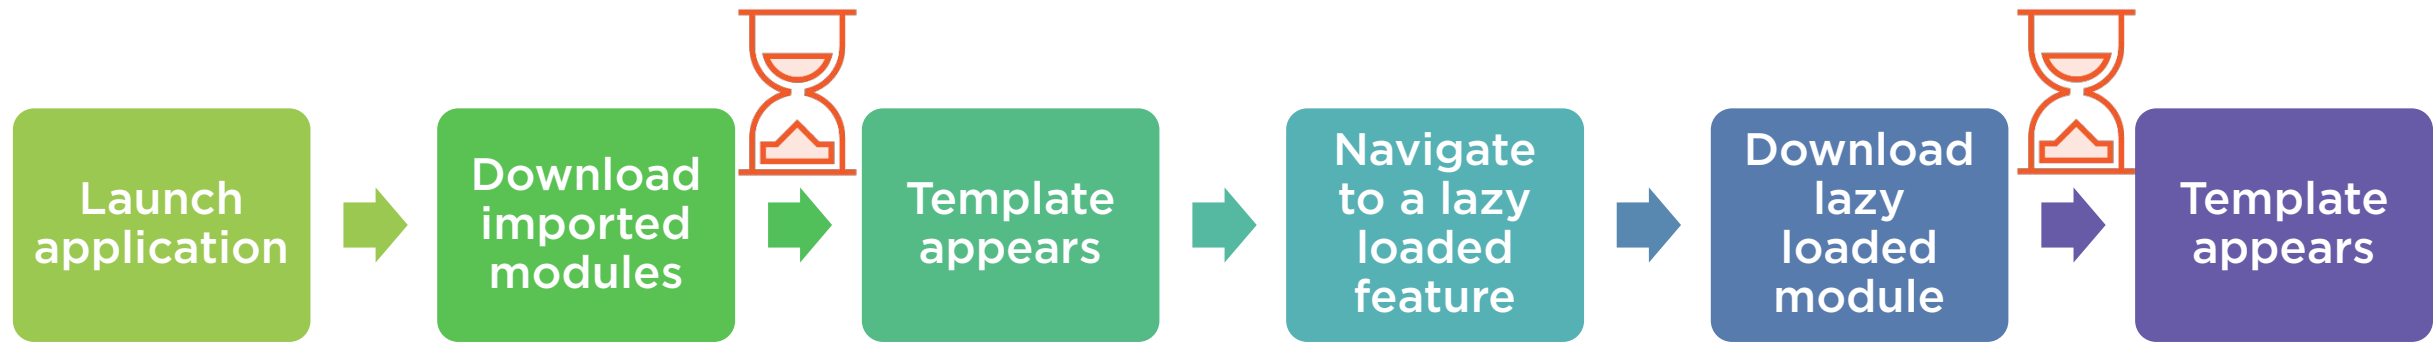 Launch
application
Download
imported
modules
Template
appears
Navigate
to a lazy
loaded
feature
Download
lazy
loaded
module
Template
appears